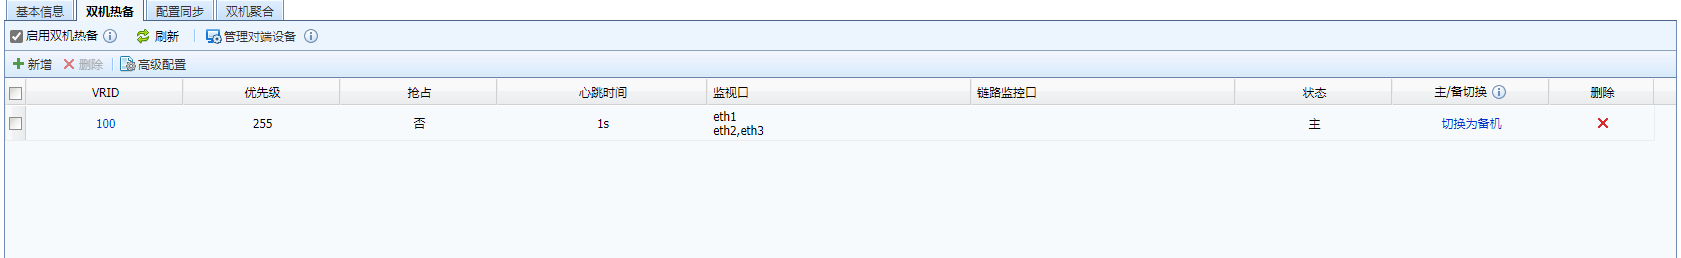 基本信息 双机热备 配置同步 双机聚合
启用双机热备 刷新 管理对端设备
新增 删除 高级配置
VRID 优先级 抢占 心跳时间 监视口 链路监控口 状态 主/备切换 删除
100 255 否 1s eth1 主 切换为备机
eth2,eth3